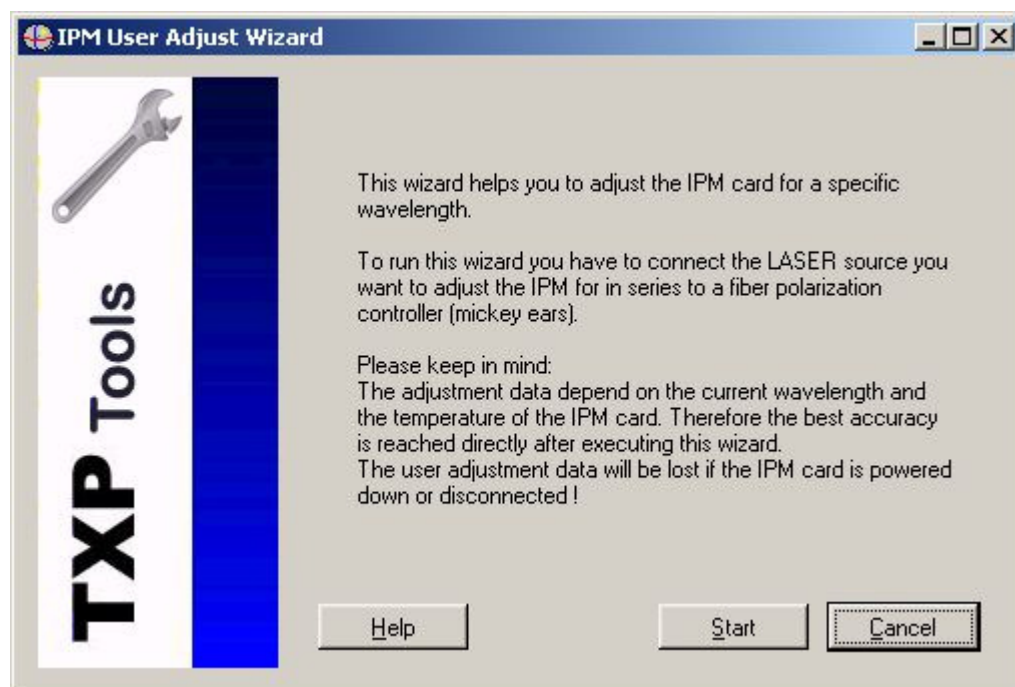 IPM User Adjust Wizard
TXP Tools
This wizard helps you to adjust the IPM card for a specific
wavelength.
To run this wizard you have to connect the LASER source you
want to adjust the IPM for in series to a fiber polarization
controller (mickey ears).
Please keep in mind:
The adjustment data depend on the current wavelength and
the temperature of the IPM card. Therefore the best accuracy
is reached directly after executing this wizard.
The user adjustment data will be lost if the IPM card is powered
down or disconnected !
Help
Start
Cancel